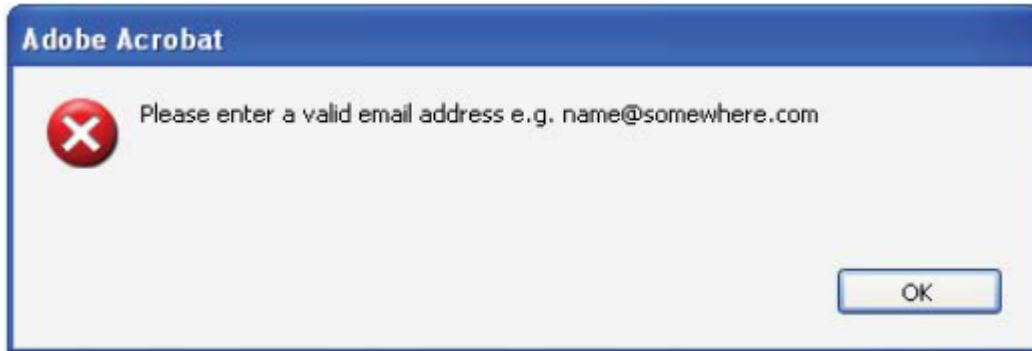 Adobe Acrobat
Please enter a valid email address e.g. name@somewhere.com
OK